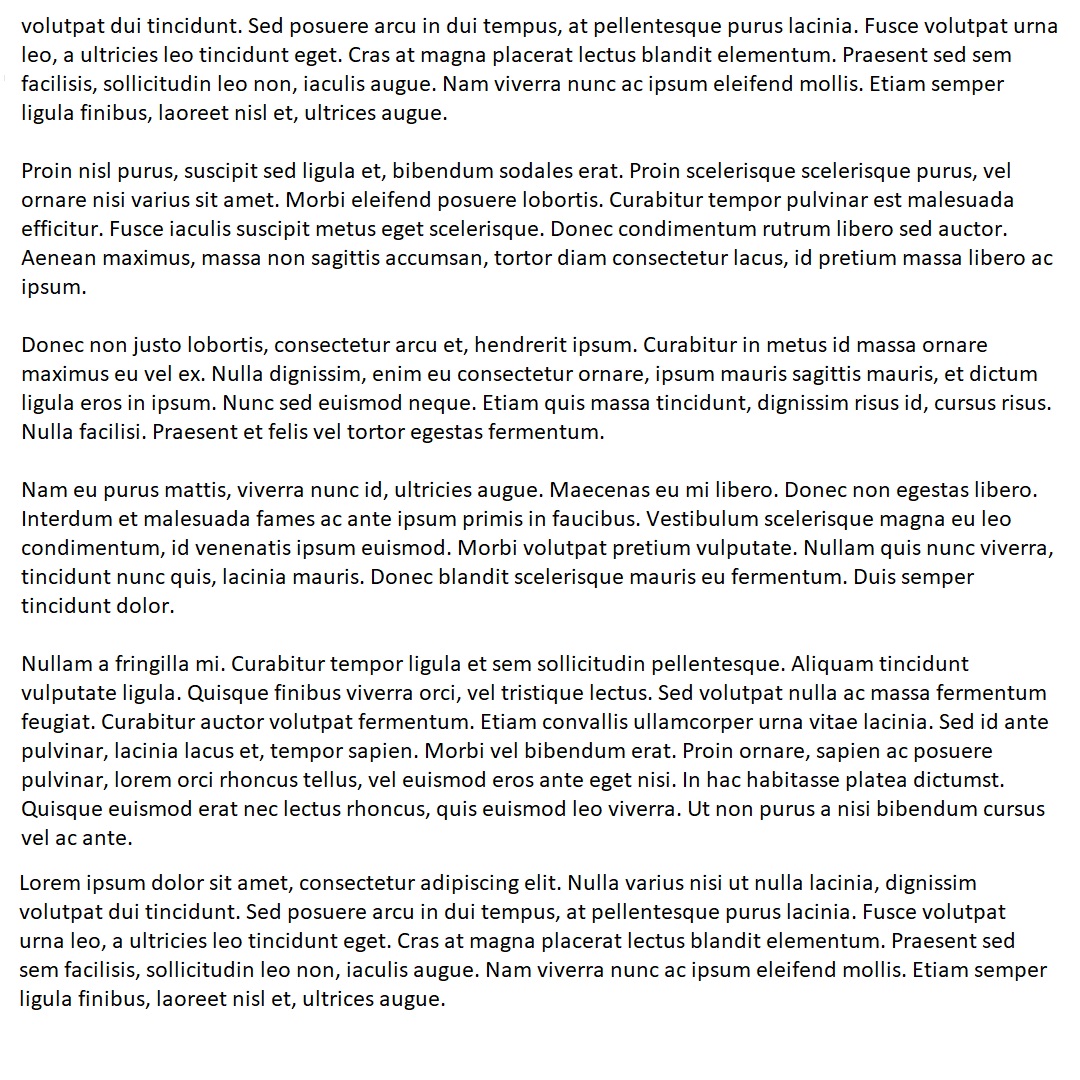 volutpat dui tincidunt. Sed posuere arcu in dui tempus, at pellentesque purus lacinia. Fusce volutpat urna
leo, a ultricies leo tincidunt eget. Cras at magna placerat lectus blandit elementum. Praesent sed sem
facilisis, sollicitudin leo non, iaculis augue. Nam viverra nunc ac ipsum eleifend mollis. Etiam semper
ligula finibus, laoreet nisl et, ultrices augue.

Proin nisl purus, suscipit sed ligula et, bibendum sodales erat. Proin scelerisque scelerisque purus, vel
ornare nisi varius sit amet. Morbi eleifend posuere lobortis. Curabitur tempor pulvinar est malesuada
efficitur. Fusce iaculis suscipit metus eget scelerisque. Donec condimentum rutrum libero sed auctor.
Aenean maximus, massa non sagittis accumsan, tortor diam consectetur lacus, id pretium massa libero ac
ipsum.

Donec non justo lobortis, consectetur arcu et, hendrerit ipsum. Curabitur in metus id massa ornare
maximus eu vel ex. Nulla dignissim, enim eu consectetur ornare, ipsum mauris sagittis mauris, et dictum
ligula eros in ipsum. Nunc sed euismod neque. Etiam quis massa tincidunt, dignissim risus id, cursus risus.
Nulla facilisi. Praesent et felis vel tortor egestas fermentum.

Nam eu purus mattis, viverra nunc id, ultricies augue. Maecenas eu mi libero. Donec non egestas libero.
Interdum et malesuada fames ac ante ipsum primis in faucibus. Vestibulum scelerisque magna eu leo
condimentum, id venenatis ipsum euismod. Morbi volutpat pretium vulputate. Nullam quis nunc viverra,
tincidunt nunc quis, lacinia mauris. Donec blandit scelerisque mauris eu fermentum. Duis semper
tincidunt dolor.

Nullam a fringilla mi. Curabitur tempor ligula et sem sollicitudin pellentesque. Aliquam tincidunt
vulputate ligula. Quisque finibus viverra orci, vel tristique lectus. Sed volutpat nulla ac massa fermentum
feugiat. Curabitur auctor volutpat fermentum. Etiam convallis ullamcorper urna vitae lacinia. Sed id ante
pulvinar, lacinia lacus et, tempor sapien. Morbi vel bibendum erat. Proin ornare, sapien ac posuere
pulvinar, lorem orci rhoncus tellus, vel euismod eros ante eget nisi. In hac habitasse platea dictumst.
Quisque euismod erat nec lectus rhoncus, quis euismod leo viverra. Ut non purus a nisi bibendum cursus
vel ac ante.
Lorem ipsum dolor sit amet, consectetur adipiscing elit. Nulla varius nisi ut nulla lacinia, dignissim
volutpat dui tincidunt. Sed posuere arcu in dui tempus, at pellentesque purus lacinia. Fusce volutpat
urna leo, a ultricies leo tincidunt eget. Cras at magna placerat lectus blandit elementum. Praesent sed
sem facilisis, sollicitudin leo non, iaculis augue. Nam viverra nunc ac ipsum eleifend mollis. Etiam semper
ligula finibus, laoreet nisl et, ultrices augue.